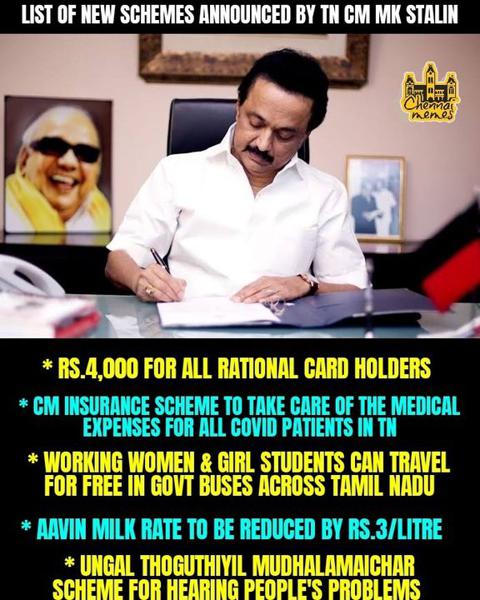 LIST OF NEW SCHEMES ANNOUNCED BY TN CM MK STALIN
Chennai
memes
* RS.4,000 FOR ALL RATIONAL CARD HOLDERS
* CM INSURANCE SCHEME TO TAKE CARE OF THE MEDICAL
EXPENSES FOR ALL COVID PATIENTS IN TN
* WORKING WOMEN & GIRL STUDENTS CAN TRAVEL
FOR FREE IN GOVT BUSES ACROSS TAMIL NADU
* AAVIN MILK RATE TO BE REDUCED BY RS.3/LITRE
* UNGAL THOGUTHIYIL MUDHALAMAICHAR
SCHEME FOR HEARING PEOPLE'S PROBLEMS